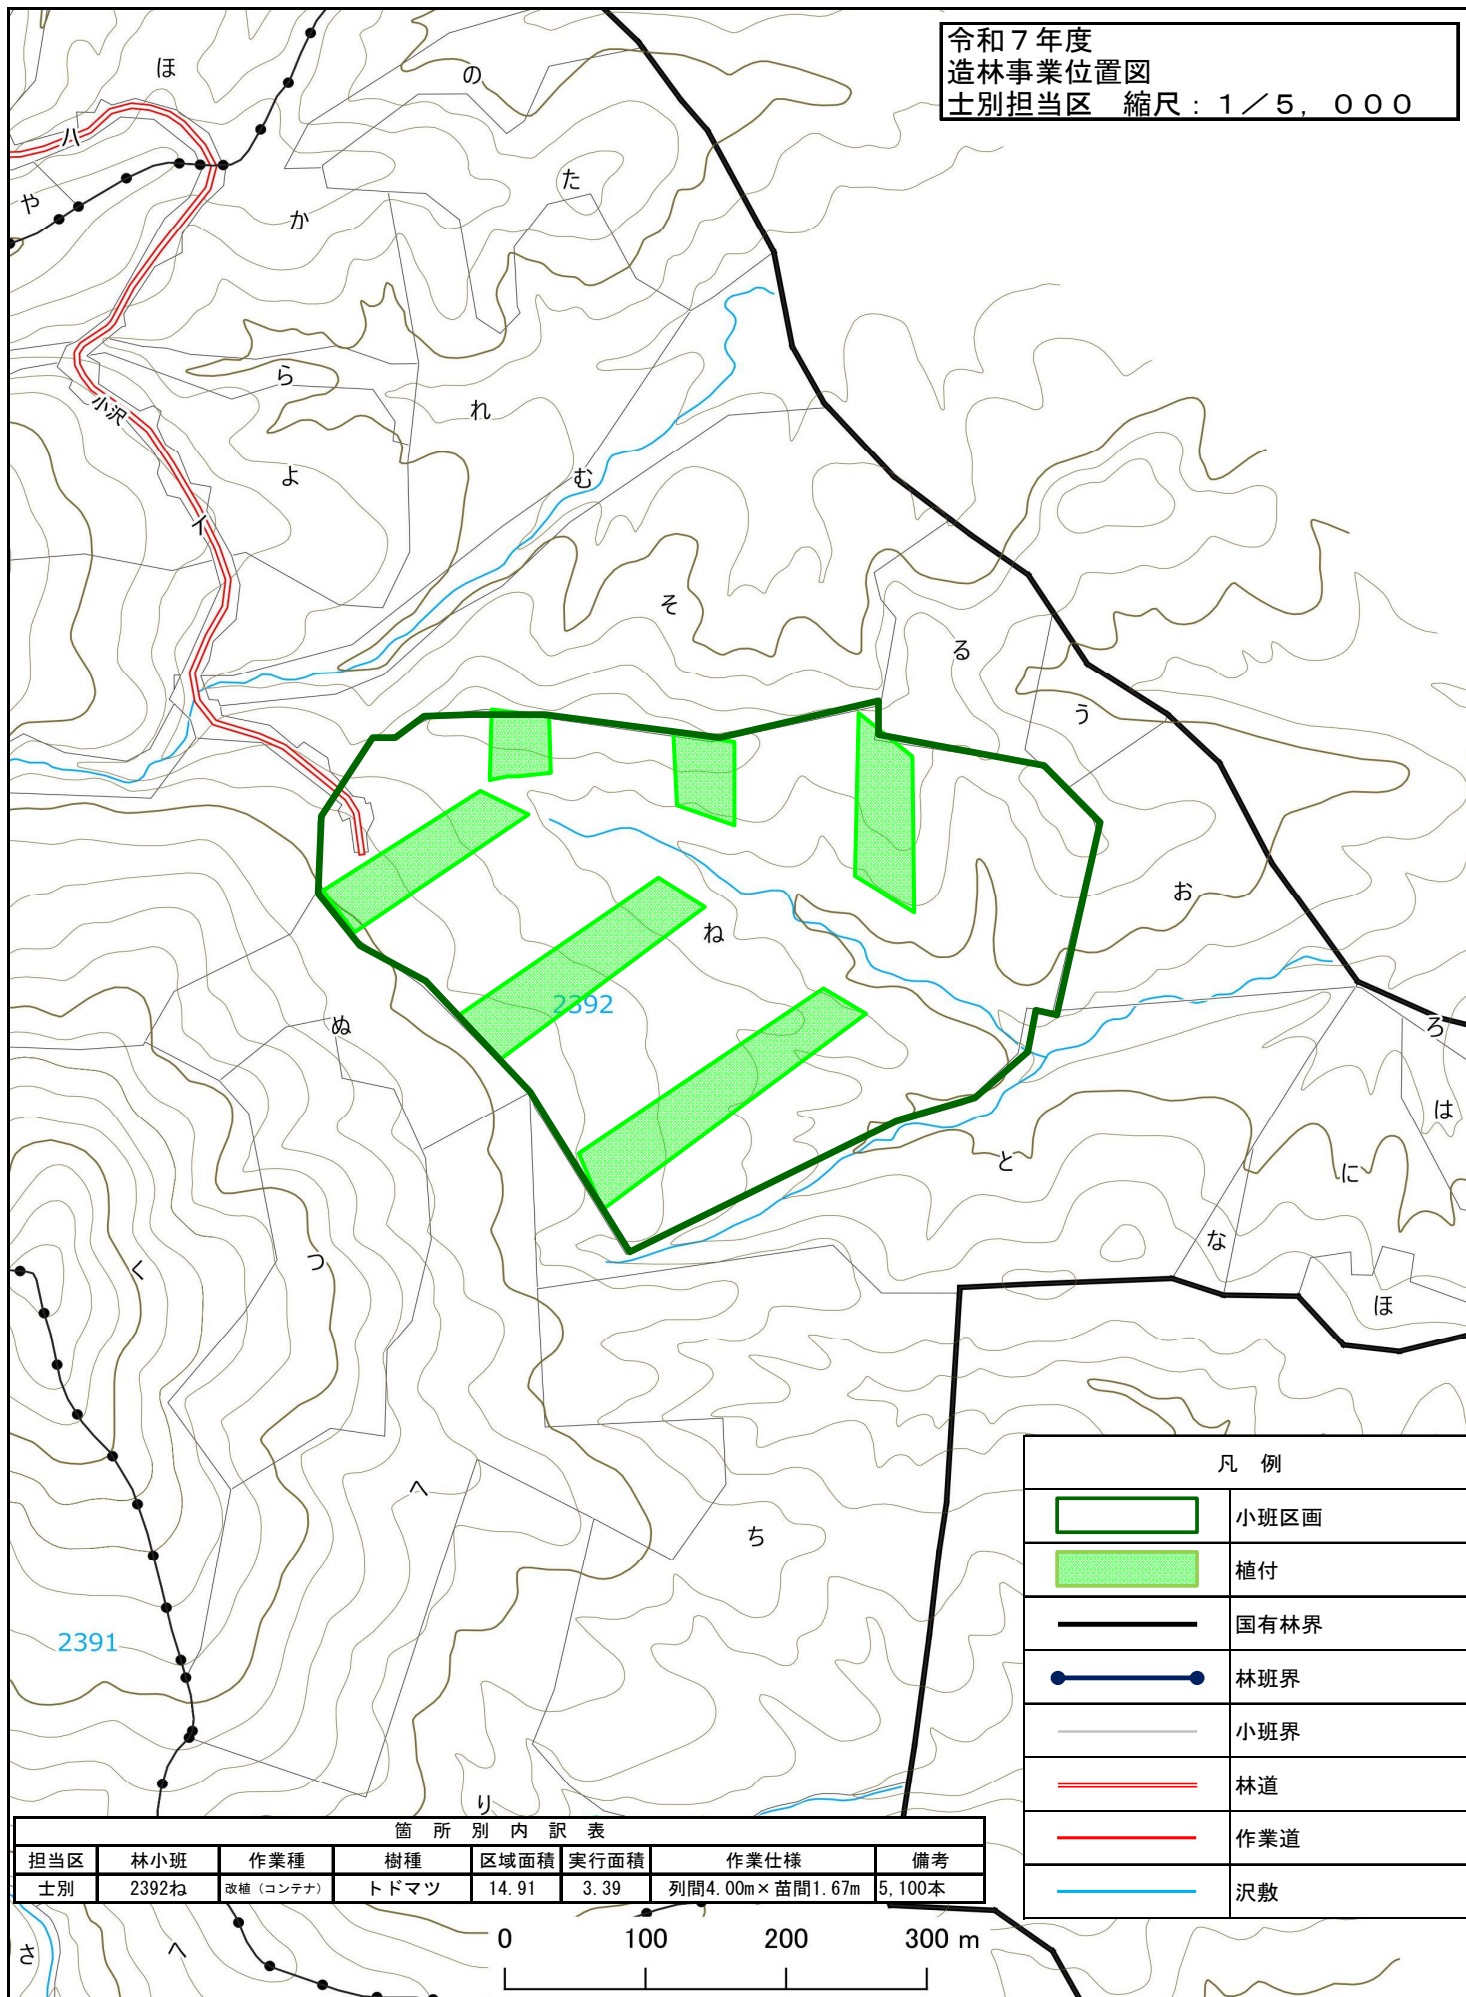 令和７年度
造林事業位置図
士別担当区　縮尺：１／５，０００
ほ
の
ハ
た
や
か
ら
小沢
れ
よ
む
イ
そ
る
う
お
ね
2392
ぬ
ろ
は
と
に
な
つ
く
ほ
へ
ち
2391
り
凡　例
小班区画
植付
国有林界
林班界
小班界
林道
作業道
沢敷
箇所別内訳表
担当区　林小班　作業種　樹種　区域面積　実行面積　作業仕様　備考
士別　2392ね　改植（コンテナ）　トドマツ　14.91　3.39　列間4.00m×苗間1.67m　5,100本
さ
へ
0　100　200　300 m